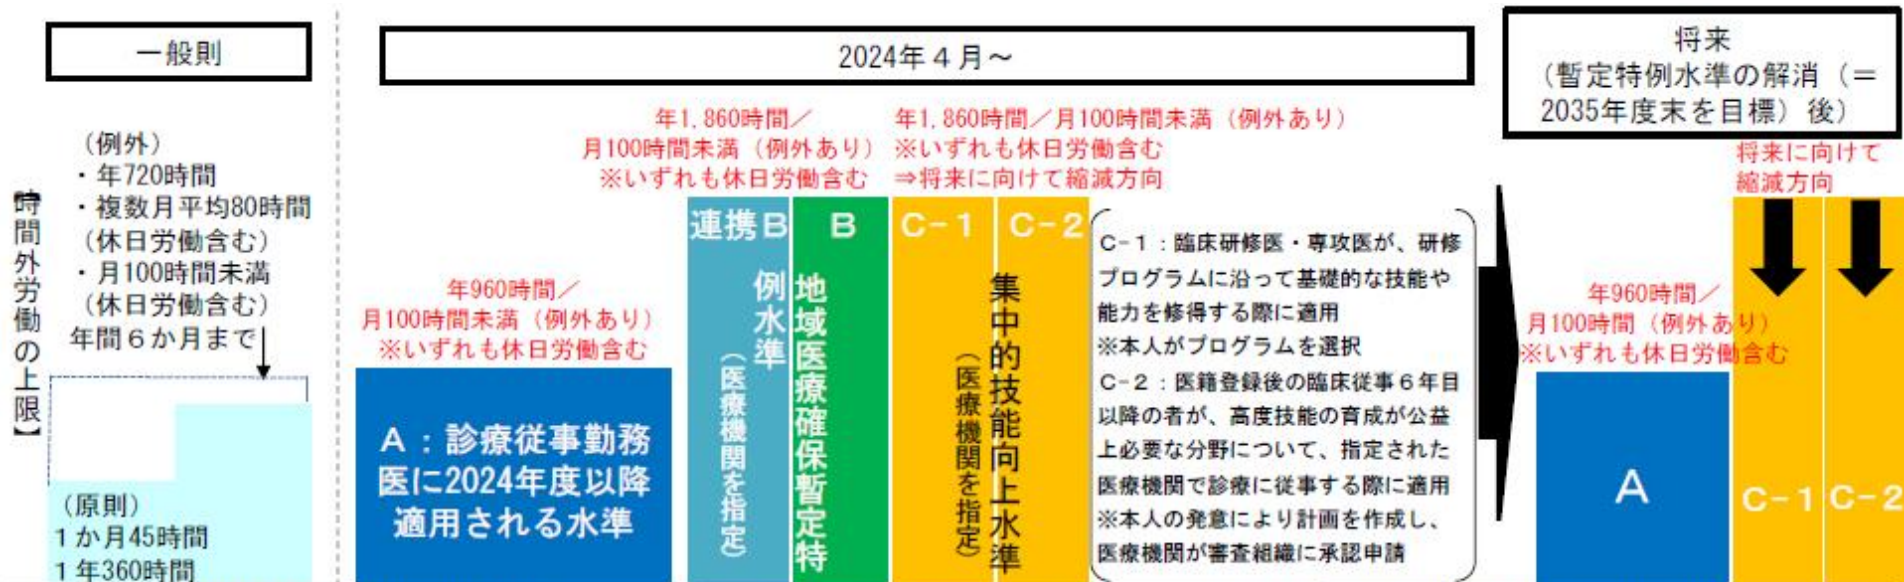 一般則
【時間外労働の上限】
（例外）
・年720時間
・複数月平均80時間
（休日労働含む）
・月100時間未満
（休日労働含む）
年間６か月まで
（原則）
１か月45時間
１年360時間
2024年４月～
年960時間／
月100時間未満（例外あり）
※いずれも休日労働含む
Ａ：診療従事勤務
医に2024年度以降
適用される水準
年1,860時間／
月100時間未満（例外あり）
※いずれも休日労働含む
連携Ｂ
Ｂ
地域医療確保暫定特
例水準
（医療機関を指定）
年1,860時間／月100時間未満（例外あり）
※いずれも休日労働含む
⇒将来に向けて縮減方向
Ｃ-１
Ｃ-２
集中的技能向上水準
（医療機関を指定）
Ｃ-１：臨床研修医・専攻医が、研修
プログラムに沿って基礎的な技能や
能力を修得する際に適用
※本人がプログラムを選択
Ｃ-２：医籍登録後の臨床従事６年目
以降の者が、高度技能の育成が公益
上必要な分野について、指定された
医療機関で診療に従事する際に適用
※本人の発意により計画を作成し、
医療機関が審査組織に承認申請
将来
（暫定特例水準の解消（＝
2035年度末を目標）後）
将来に向けて
縮減方向
年960時間／
月100時間（例外あり）
※いずれも休日労働含む
Ａ
Ｃ-１
Ｃ-２